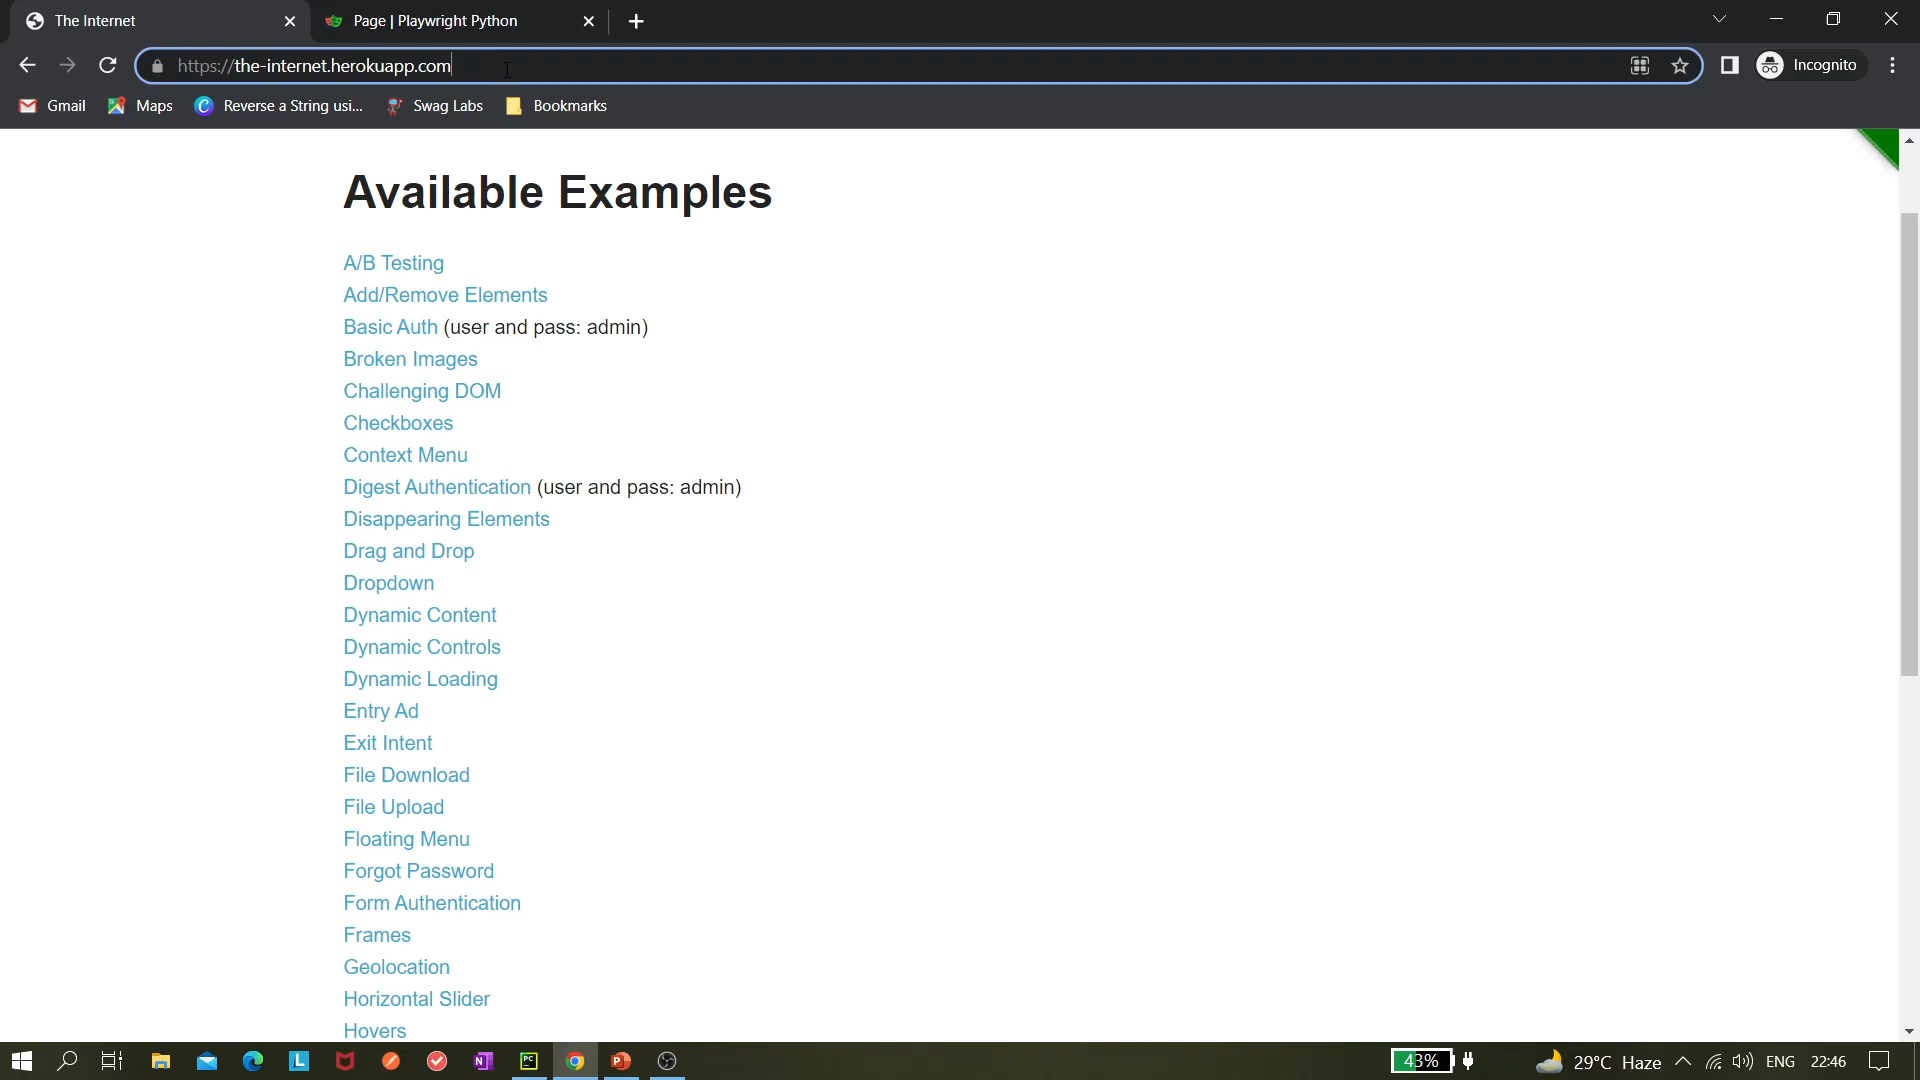 The Internet
Page | Playwright Python
https://the-internet.herokuapp.com
Incognito
Gmail
Maps
Reverse a String usi...
Swag Labs
Bookmarks
Available Examples
A/B Testing
Add/Remove Elements
Basic Auth (user and pass: admin)
Broken Images
Challenging DOM
Checkboxes
Context Menu
Digest Authentication (user and pass: admin)
Disappearing Elements
Drag and Drop
Dropdown
Dynamic Content
Dynamic Controls
Dynamic Loading
Entry Ad
Exit Intent
File Download
File Upload
Floating Menu
Forgot Password
Form Authentication
Frames
Geolocation
Horizontal Slider
Hovers
43%
29°C Haze
ENG
22:46